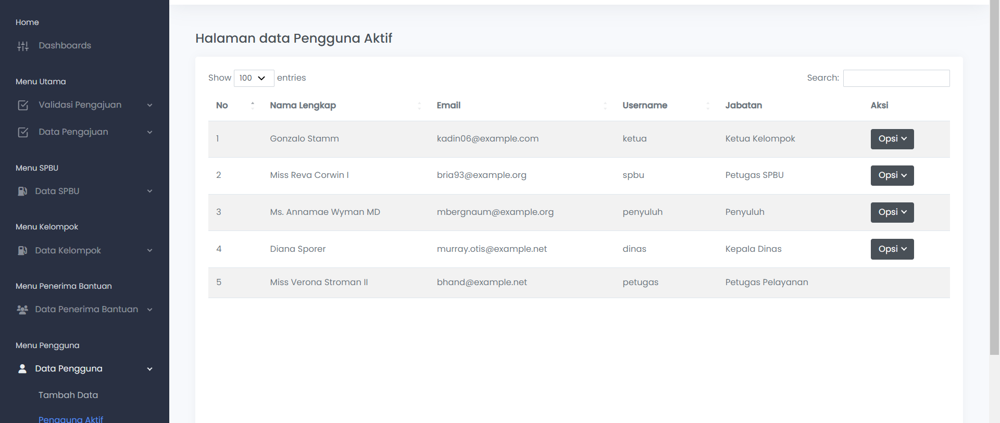 Home
Dashboards
Menu Utama
Validasi Pengajuan
Data Pengajuan
Menu SPBU
Data SPBU
Menu Kelompok
Data Kelompok
Menu Penerima Bantuan
Data Penerima Bantuan
Menu Pengguna
Data Pengguna
Tambah Data
Pengguna Aktif
Halaman data Pengguna Aktif
Show 100 entries Search:
No Nama Lengkap Email Username Jabatan Aksi
1 Gonzalo Stamm kadin06@example.com ketua Ketua Kelompok Opsi
2 Miss Reva Corwin I bria93@example.org spbu Petugas SPBU Opsi
3 Ms. Annamae Wyman MD mbergnaum@example.org penyuluh Penyuluh Opsi
4 Diana Sporer murray.otis@example.net dinas Kepala Dinas Opsi
5 Miss Verona Stroman II bhand@example.net petugas Petugas Pelayanan